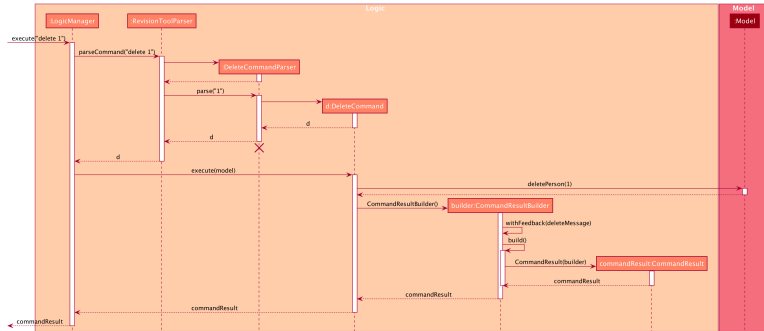 Logic
Model
:LogicManager
:RevisionToolParser
:Model
execute("delete 1")
parseCommand("delete 1")
:DeleteCommandParser
parse("1")
d:DeleteCommand
d
d
d
execute(model)
deletePerson(1)
CommandResultBuilder()
builder:CommandResultBuilder
withFeedback(deleteMessage)
build()
CommandResult(builder)
commandResult:CommandResult
commandResult
commandResult
commandResult
commandResult